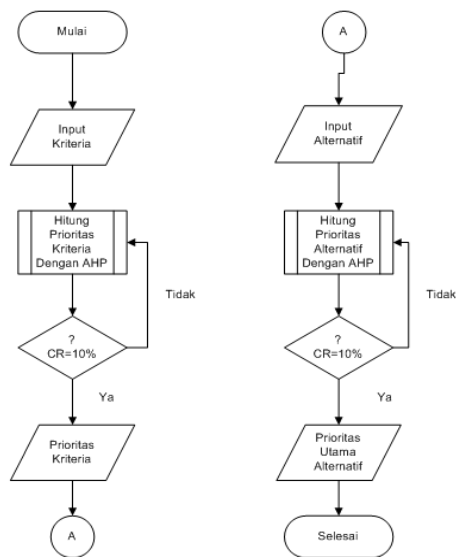 Mulai
Input
Kriteria
Hitung
Prioritas
Kriteria
Dengan AHP
Tidak
?
CR=10%
Ya
Prioritas
Kriteria
A
A
Input
Alternatif
Hitung
Prioritas
Alternatif
Dengan AHP
Tidak
?
CR=10%
Ya
Prioritas
Utama
Alternatif
Selesai